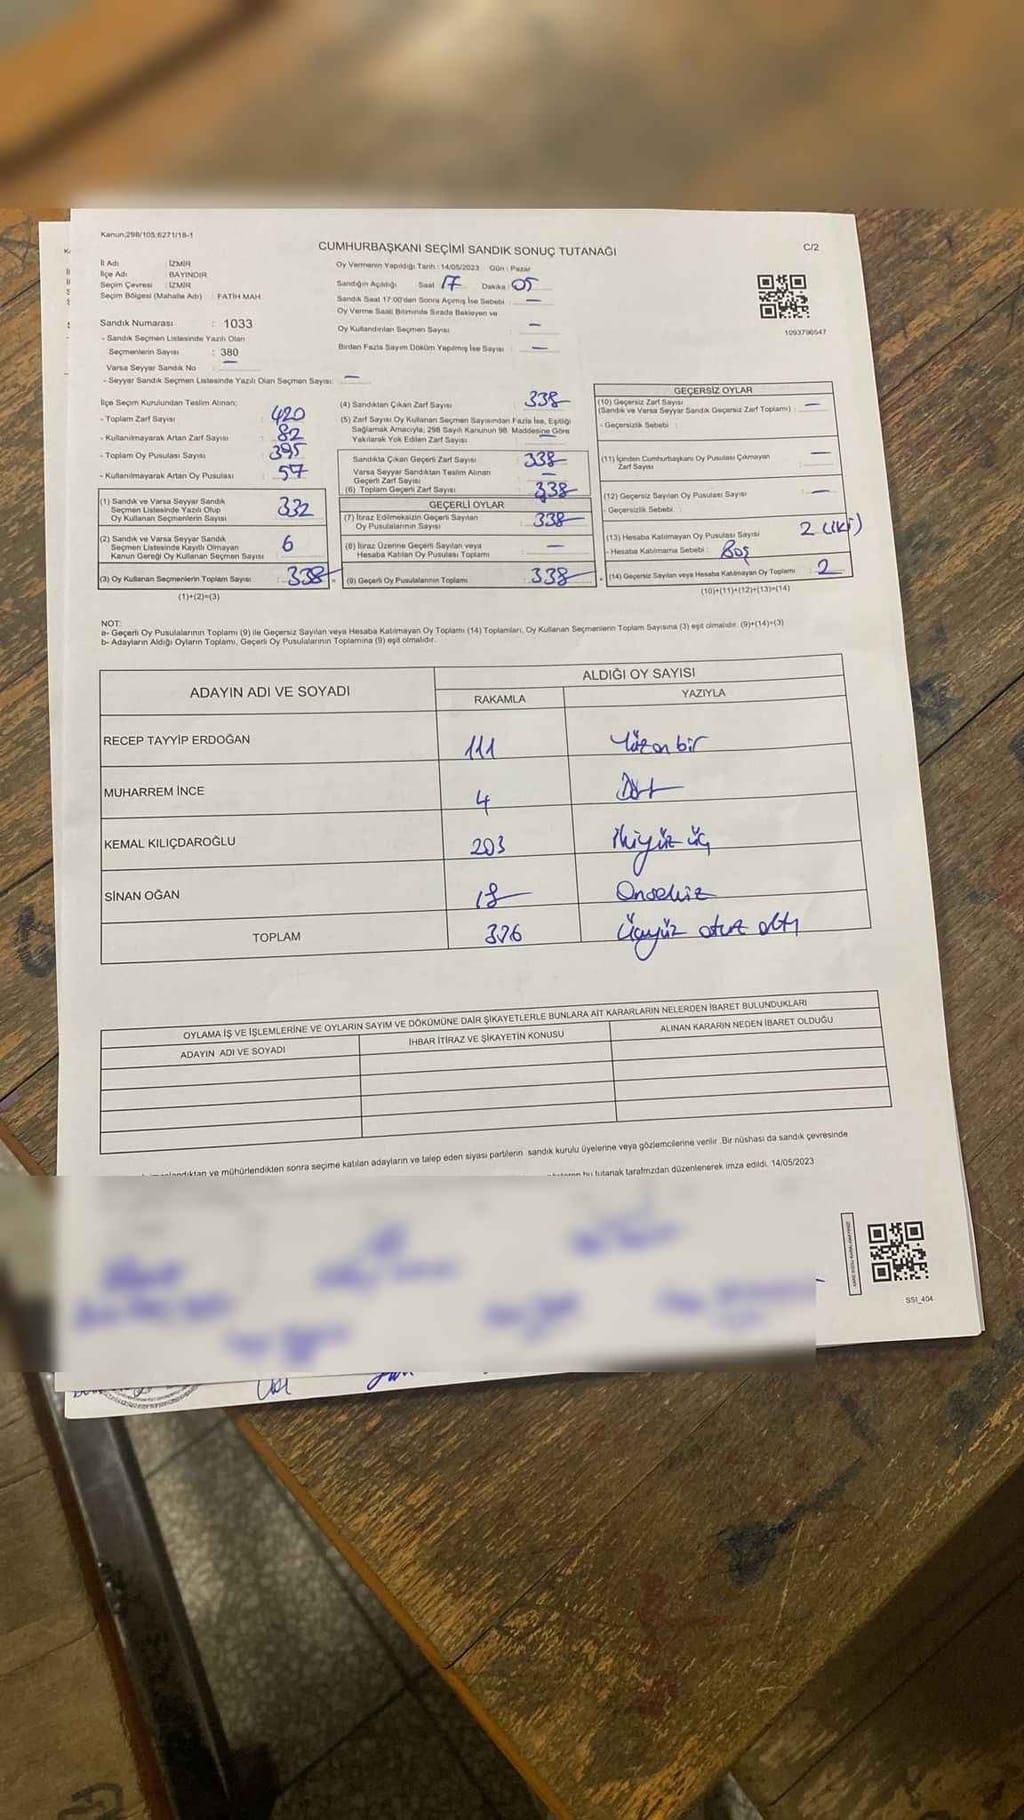 Kanun:298/105;6271/18-1
CUMHURBAŞKANI SEÇİMİ SANDIK SONUÇ TUTANAĞI
C/2
İl Adı : İZMİR
İlçe Adı : BAYINDIR
Seçim Çevresi : İZMİR
Seçim Bölgesi (Mahalle Adı) : FATİH MAH.
Sandık Numarası : 1033
- Sandık Seçmen Listesinde Yazılı Olan
Seçmenlerin Sayısı : 380
Varsa Seyyar Sandık No —
- Seyyar Sandık Seçmen Listesinde Yazılı Olan Seçmen Sayısı: —
Oy Vermenin Yapıldığı Tarih : 14/05/2023 Gün : Pazar
Sandığın Açıldığı Saat 17 Dakika 05
Sandık Saat 17:00'den Sonra Açımış İse Sebebi : —
Oy Verme Saati Bitiminde Sırada Bekleyen ve
Oy Kullandırılan Seçmen Sayısı : —
Birden Fazla Sayım Döküm Yapılmış İse Sayısı : —
1093796547
İlçe Seçim Kurulundan Teslim Alınan;
- Toplam Zarf Sayısı : 420
- Kullanılmayarak Artan Zarf Sayısı : 82
- Toplam Oy Pusulası Sayısı : 395
- Kullanılmayarak Artan Oy Pusulası : 57
(1) Sandık ve Varsa Seyyar Sandık
Seçmen Listesinde Yazılı Olup
Oy Kullanan Seçmenlerin Sayısı : 332
(2) Sandık ve Varsa Seyyar Sandık
Seçmen Listesinde Kayıtlı Olmayan
Kanun Gereği Oy Kullanan Seçmen Sayısı : 6
(3) Oy Kullanan Seçmenlerin Toplam Sayısı : 338
(1)+(2)=(3)
(4) Sandıktan Çıkan Zarf Sayısı : 338
(5) Zarf Sayısı Oy Kullanan Seçmen Sayısından Fazla İse, Eşitliği
Sağlamak Amacıyla, 298 Sayılı Kanunun 98. Maddesine Göre
Yakılarak Yok Edilen Zarf Sayısı : —
Sandıkta Çıkan Geçerli Zarf Sayısı : 338
Varsa Seyyar Sandıktan Teslim Alınan
Geçerli Zarf Sayısı : —
(6) Toplam Geçerli Zarf Sayısı : 338
GEÇERLİ OYLAR
(7) İtiraz Edilmeksizin Geçerli Sayılan
Oy Pusulalarının Sayısı : 338
(8) İtiraz Üzerine Geçerli Sayılan veya
Hesaba Katılan Oy Pusulası Toplamı : —
(9) Geçerli Oy Pusulalarının Toplamı : 338
GEÇERSİZ OYLAR
(10) Geçersiz Zarf Sayısı
(Sandık ve Varsa Seyyar Sandık Geçersiz Zarf Toplamı) : —
- Geçersizlik Sebebi :
(11) İçinden Cumhurbaşkanı Oy Pusulası Çıkmayan
Zarf Sayısı : —
(12) Geçersiz Sayılan Oy Pusulası Sayısı : —
- Geçersizlik Sebebi :
(13) Hesaba Katılmayan Oy Pusulası Sayısı 2 (iki)
- Hesaba Katılmama Sebebi : Boş
(14) Geçersiz Sayılan veya Hesaba Katılmayan Oy Toplamı : 2
(10)+(11)+(12)+(13)=(14)
NOT:
a- Geçerli Oy Pusulalarının Toplamı (9) ile Geçersiz Sayılan veya Hesaba Katılmayan Oy Toplamı (14) Toplamları, Oy Kullanan Seçmenlerin Toplam Sayısına (3) eşit olmalıdır. (9)+(14)=(3)
b- Adayların Aldığı Oyların Toplamı, Geçerli Oy Pusulalarının Toplamına (9) eşit olmalıdır.
ADAYIN ADI VE SOYADI
ALDIĞI OY SAYISI
RAKAMLA YAZIYLA
RECEP TAYYİP ERDOĞAN 111 Yüzonbir
MUHARREM İNCE 4 Dört
KEMAL KILIÇDAROĞLU 203 İkiyüz üç
SİNAN OĞAN 18 Onsekiz
TOPLAM 336 Üçyüz otuz altı
OYLAMA İŞ VE İŞLEMLERİNE VE OYLARIN SAYIM VE DÖKÜMÜNE DAİR ŞİKAYETLERLE BUNLARA AİT KARARLARIN NELERDEN İBARET BULUNDUKLARI
ADAYIN ADI VE SOYADI İHBAR İTİRAZ VE ŞİKAYETİN KONUSU ALINAN KARARIN NEDEN İBARET OLDUĞU
mühürlendikten sonra seçime katılan adayların ve talep eden siyasi partilerin sandık kurulu üyelerine veya gözlemcilerine verilir. Bir nüshası da sandık çevresinde
bu tutanak tarafımızdan düzenlenerek imza edildi. 14/05/2023
SSI_404